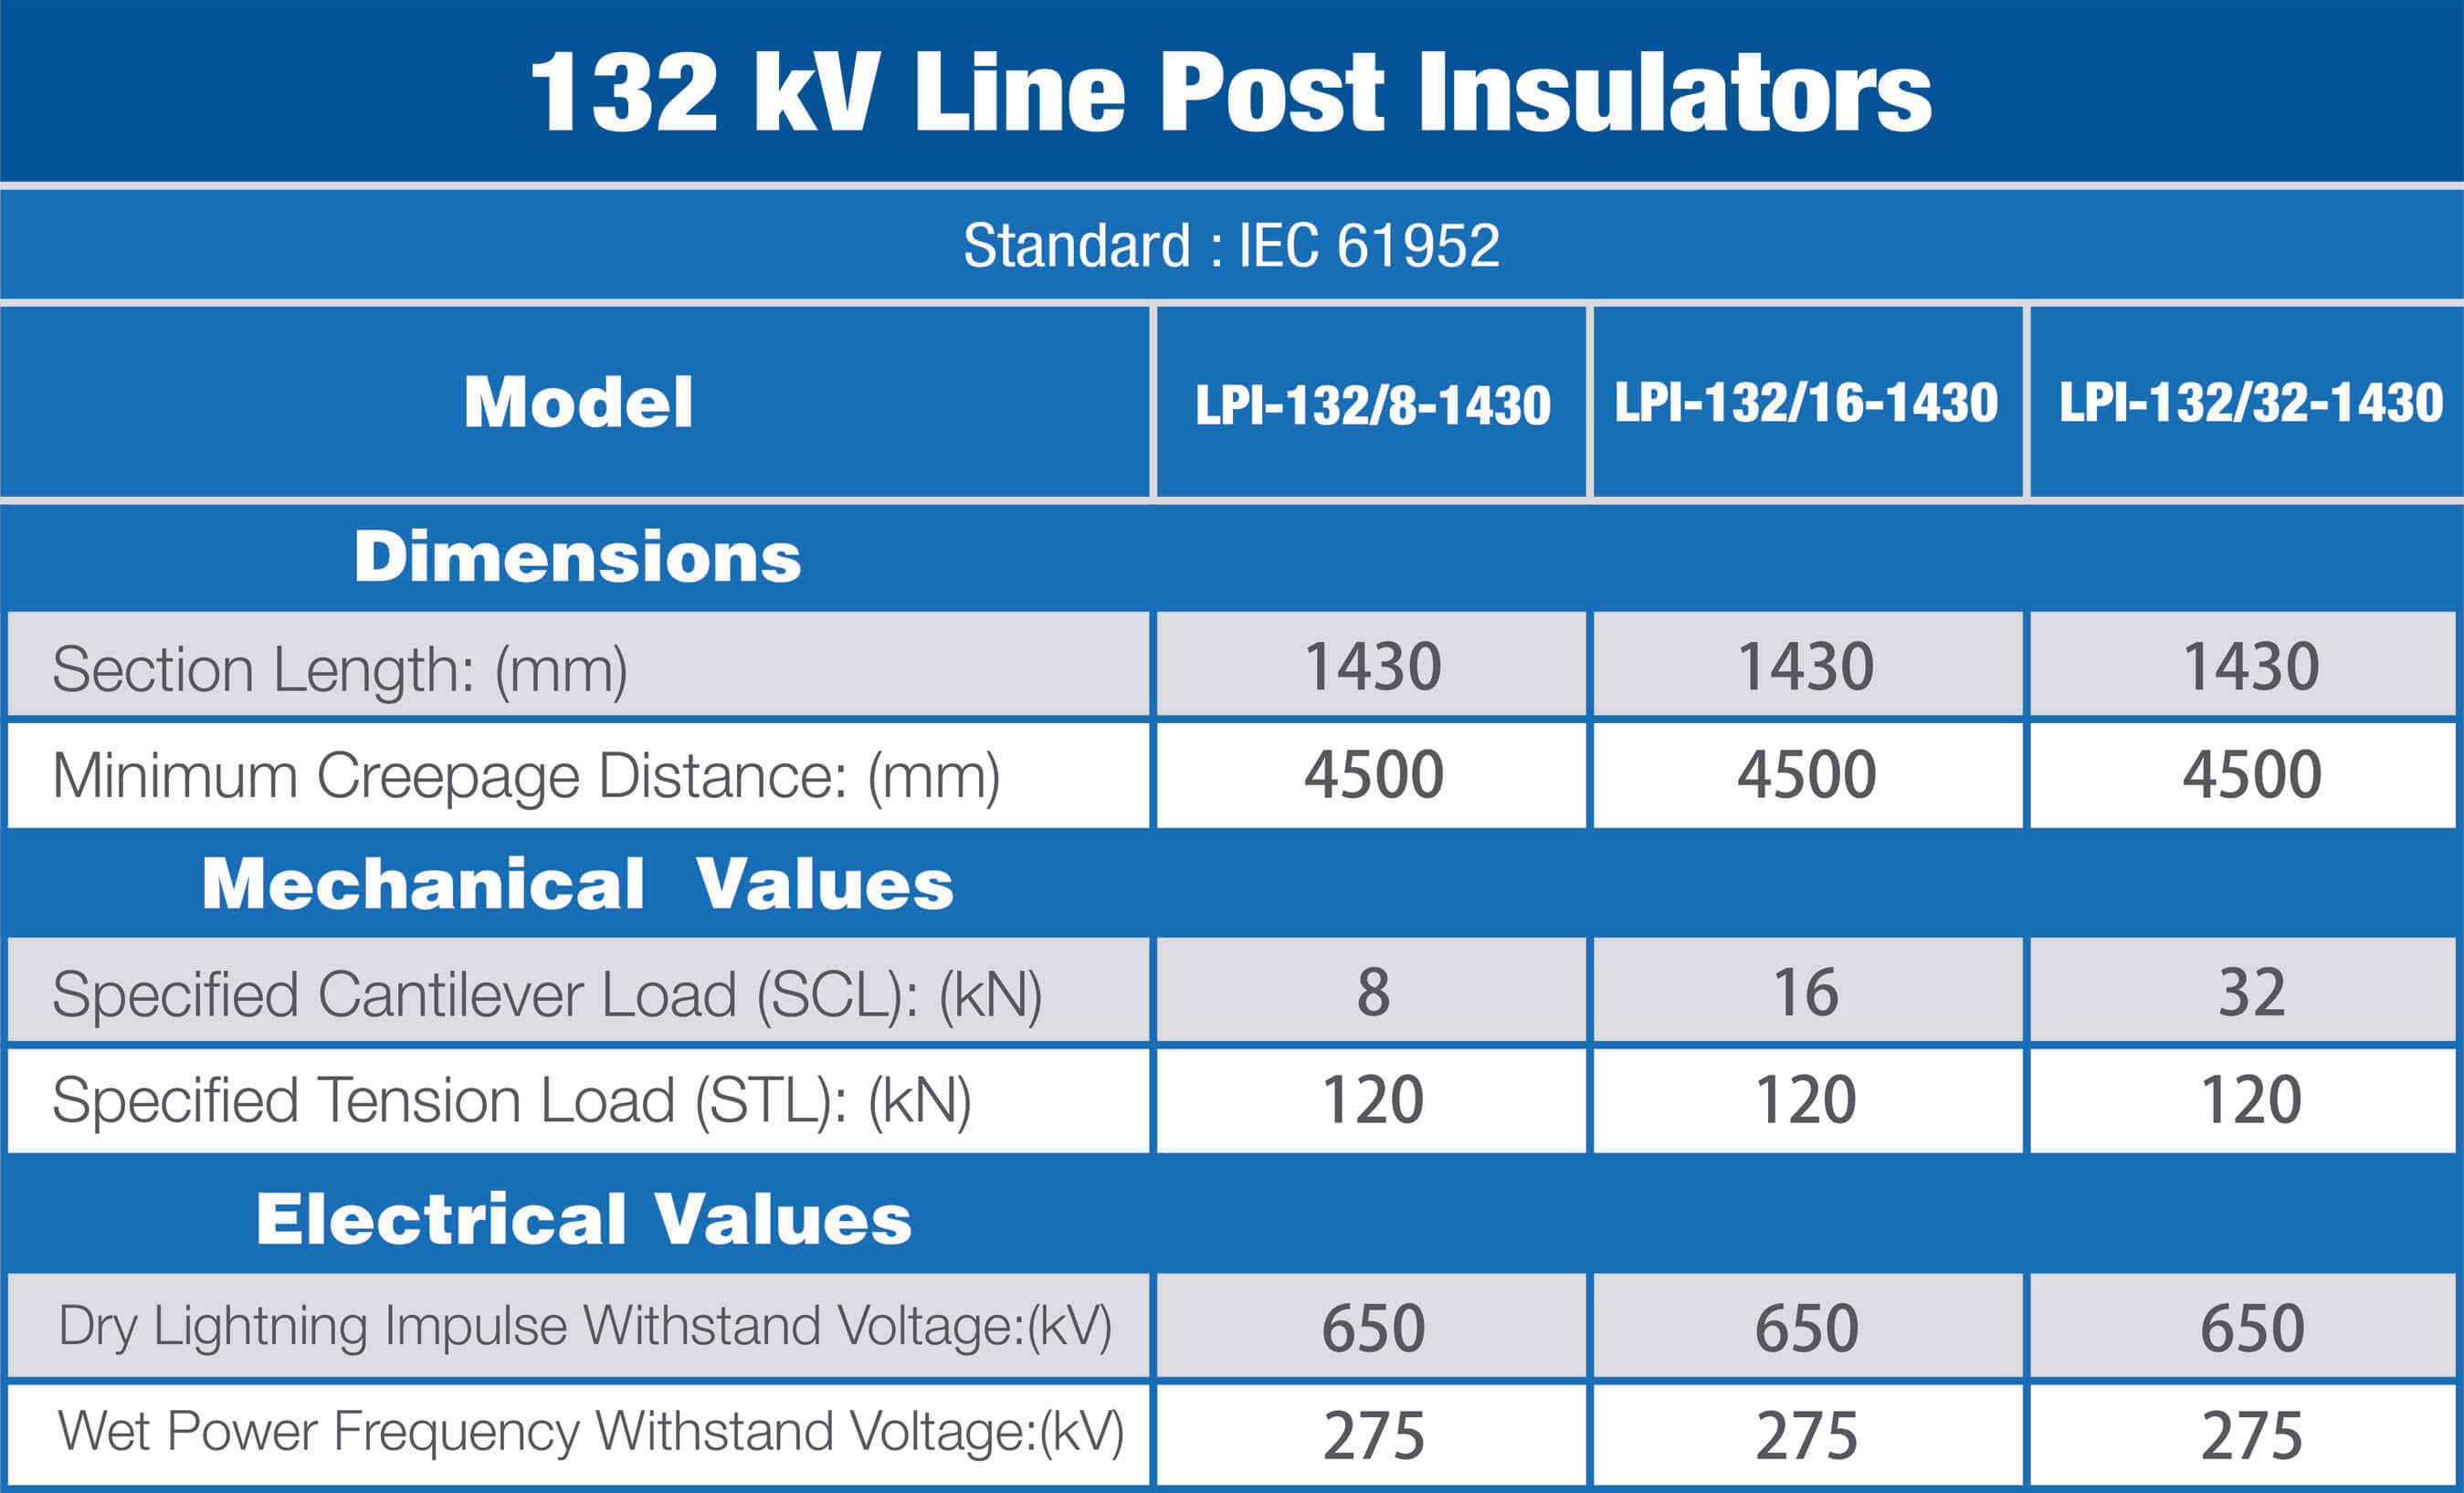 132 kV Line Post Insulators
Standard : IEC 61952
Model LPI-132/8-1430 LPI-132/16-1430 LPI-132/32-1430
Dimensions
Section Length: (mm) 1430 1430 1430
Minimum Creepage Distance: (mm) 4500 4500 4500
Mechanical Values
Specified Cantilever Load (SCL): (kN) 8 16 32
Specified Tension Load (STL): (kN) 120 120 120
Electrical Values
Dry Lightning Impulse Withstand Voltage:(kV) 650 650 650
Wet Power Frequency Withstand Voltage:(kV) 275 275 275